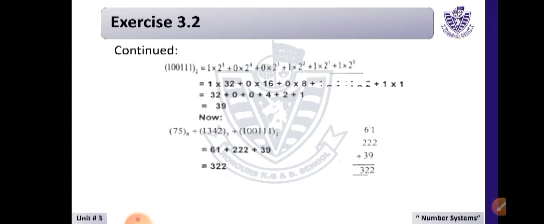 Exercise 3.2
Continued:
(100111)₂ = 1×2⁵ +0×2⁴ +0×2³ +1×2² +1×2¹ +1×2⁰
= 1 x 32 + 0 x 16 + 0 x 8 + + 1 x 1
= 32 + 0 + 0 + 4 + 2 + 1
= 39
Now:
(75)₈ + (1342)₅ + (100111)₂
= 61 + 222 + 39
= 322
61
222
+ 39
322
Unit # 3
"Number Systems"